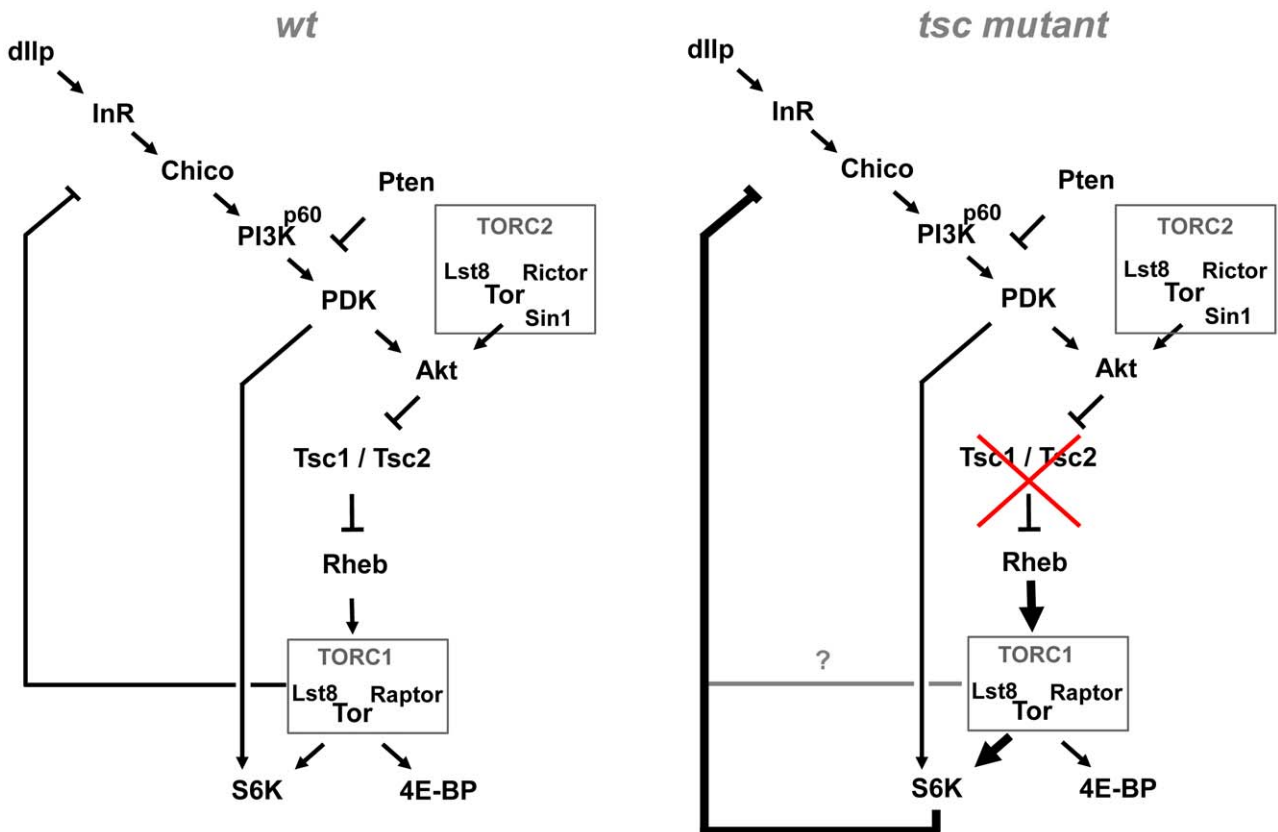 wt
dIlp
InR
Chico
Pten
p60
PI3K
TORC2
Lst8 Rictor
Tor
Sin1
PDK
Akt
Tsc1 / Tsc2
Rheb
TORC1
Lst8 Raptor
Tor
S6K
4E-BP
tsc mutant
dIlp
InR
Chico
Pten
p60
PI3K
TORC2
Lst8 Rictor
Tor
Sin1
PDK
Akt
Tsc1 / Tsc2
Rheb
?
TORC1
Lst8 Raptor
Tor
S6K
4E-BP